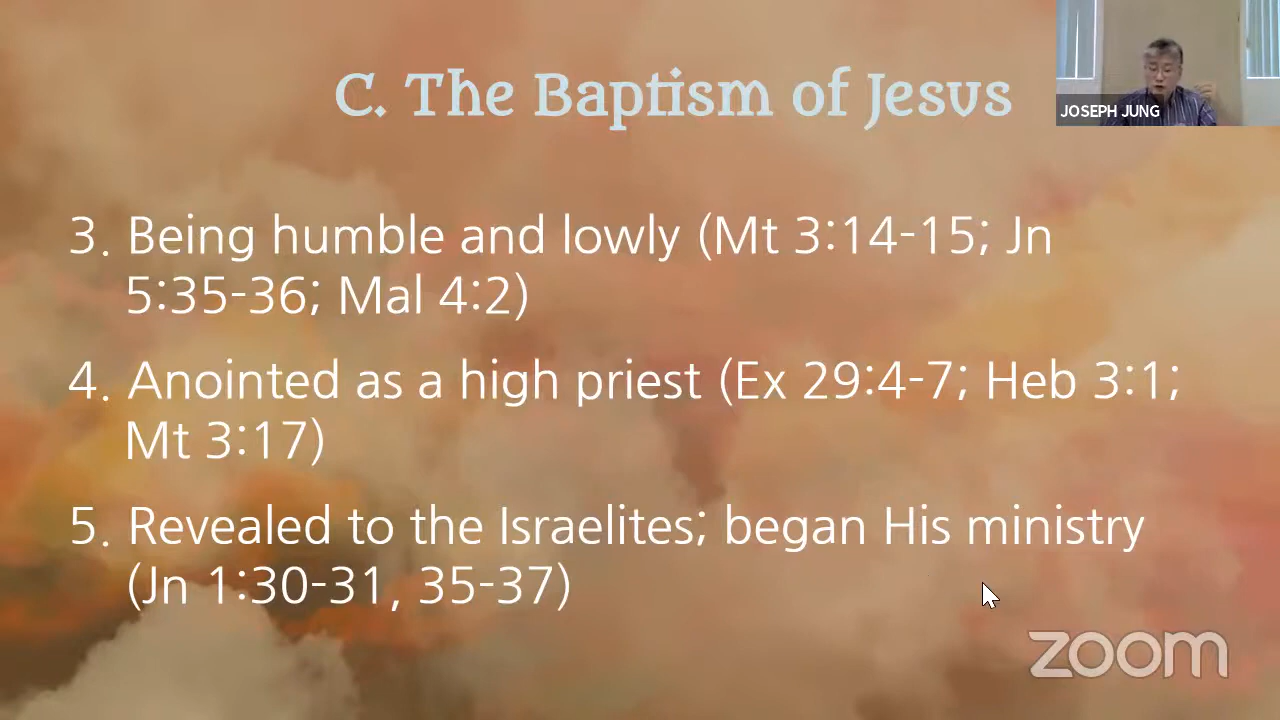 C. The Baptism of Jesus
JOSEPH JUNG
3. Being humble and lowly (Mt 3:14-15; Jn
5:35-36; Mal 4:2)
4. Anointed as a high priest (Ex 29:4-7; Heb 3:1;
Mt 3:17)
5. Revealed to the Israelites; began His ministry
(Jn 1:30-31, 35-37)
zoom